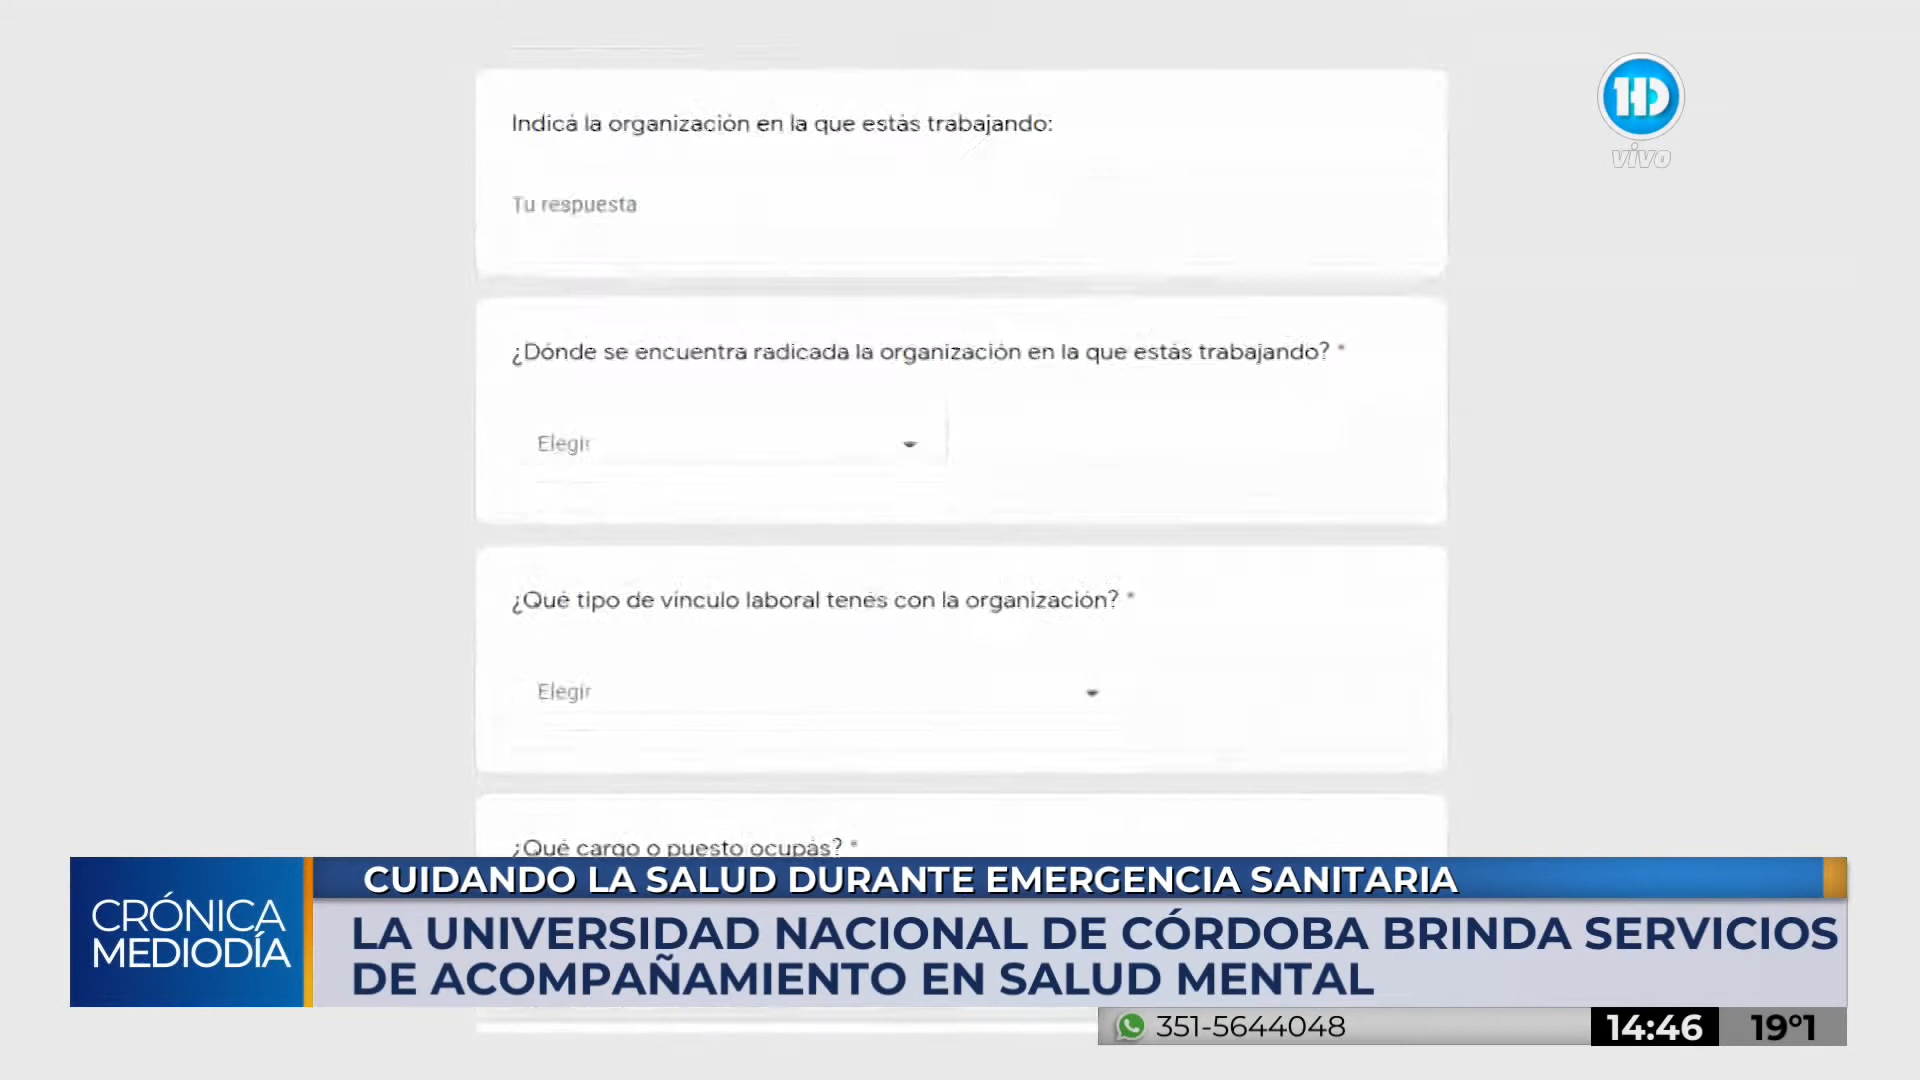 Indicá la organización en la que estás trabajando:
Tu respuesta
¿Dónde se encuentra radicada la organización en la que estás trabajando? *
Elegir
¿Qué tipo de vínculo laboral tenés con la organización? *
Elegir
¿Qué cargo o puesto ocupás? *
HD
vivo
CRÓNICA
MEDIODÍA
CUIDANDO LA SALUD DURANTE EMERGENCIA SANITARIA
LA UNIVERSIDAD NACIONAL DE CÓRDOBA BRINDA SERVICIOS
DE ACOMPAÑAMIENTO EN SALUD MENTAL
351-5644048
14:46
19°1